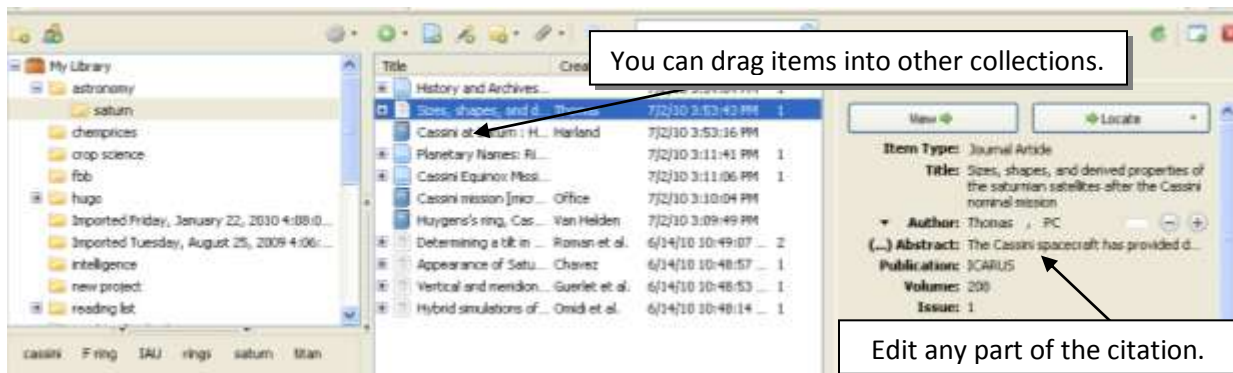 You can drag items into other collections.
My Library
astronomy
saturn
chemprices
crop science
fbb
hugo
Imported Friday, January 22, 2010 4:08:0...
Imported Tuesday, August 25, 2009 4:06:...
intelligence
new project
reading list
cassini F ring IAU rings saturn titan
Title Crea
History and Archives... 1
Sizes, shapes, and d... Thomas 7/2/10 3:53:43 PM 1
Cassini at Saturn : H... Harland 7/2/10 3:53:16 PM
Planetary Names: Ri... 7/2/10 3:11:41 PM 1
Cassini Equinox Missi... 7/2/10 3:11:06 PM 1
Cassini mission [micr... Office 7/2/10 3:10:04 PM
Huygens's ring, Cas... Van Helden 7/2/10 3:09:49 PM
Determining a tilt in ... Roman et al. 6/14/10 10:49:07 ... 2
Appearance of Satu... Chavez 6/14/10 10:48:57 ... 1
Vertical and meridion... Guerlet et al. 6/14/10 10:48:53 ... 1
Hybrid simulations of ... Omidi et al. 6/14/10 10:48:14 ... 1
View Locate
Item Type: Journal Article
Title: Sizes, shapes, and derived properties of
the saturnian satellites after the Cassini
nominal mission
Author: Thomas , PC
(...) Abstract: The Cassini spacecraft has provided d...
Publication: ICARUS
Volume: 208
Issue: 1
Edit any part of the citation.